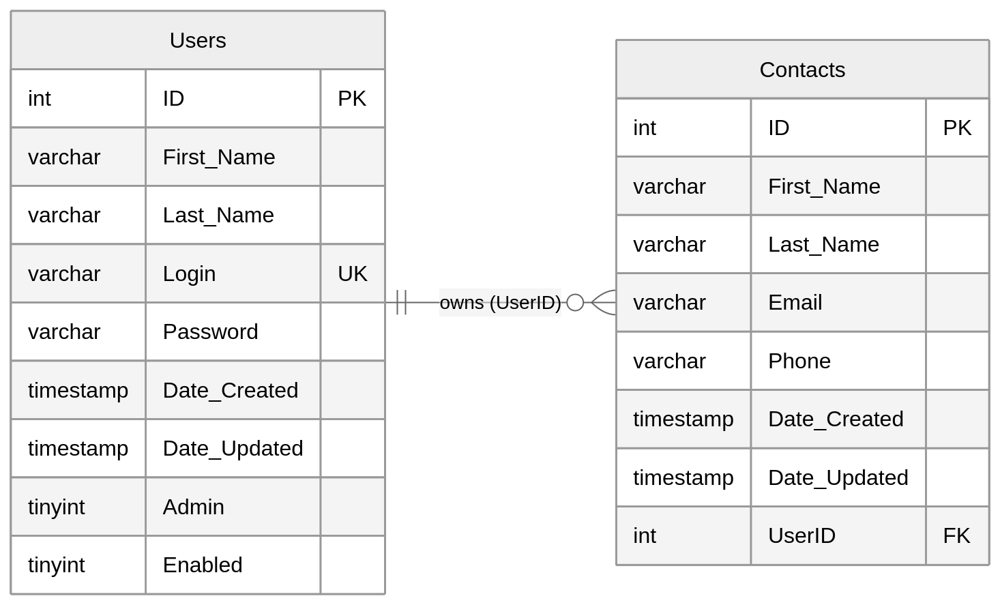 Users
int ID PK
varchar First_Name
varchar Last_Name
varchar Login UK
varchar Password
timestamp Date_Created
timestamp Date_Updated
tinyint Admin
tinyint Enabled
owns (UserID)
Contacts
int ID PK
varchar First_Name
varchar Last_Name
varchar Email
varchar Phone
timestamp Date_Created
timestamp Date_Updated
int UserID FK